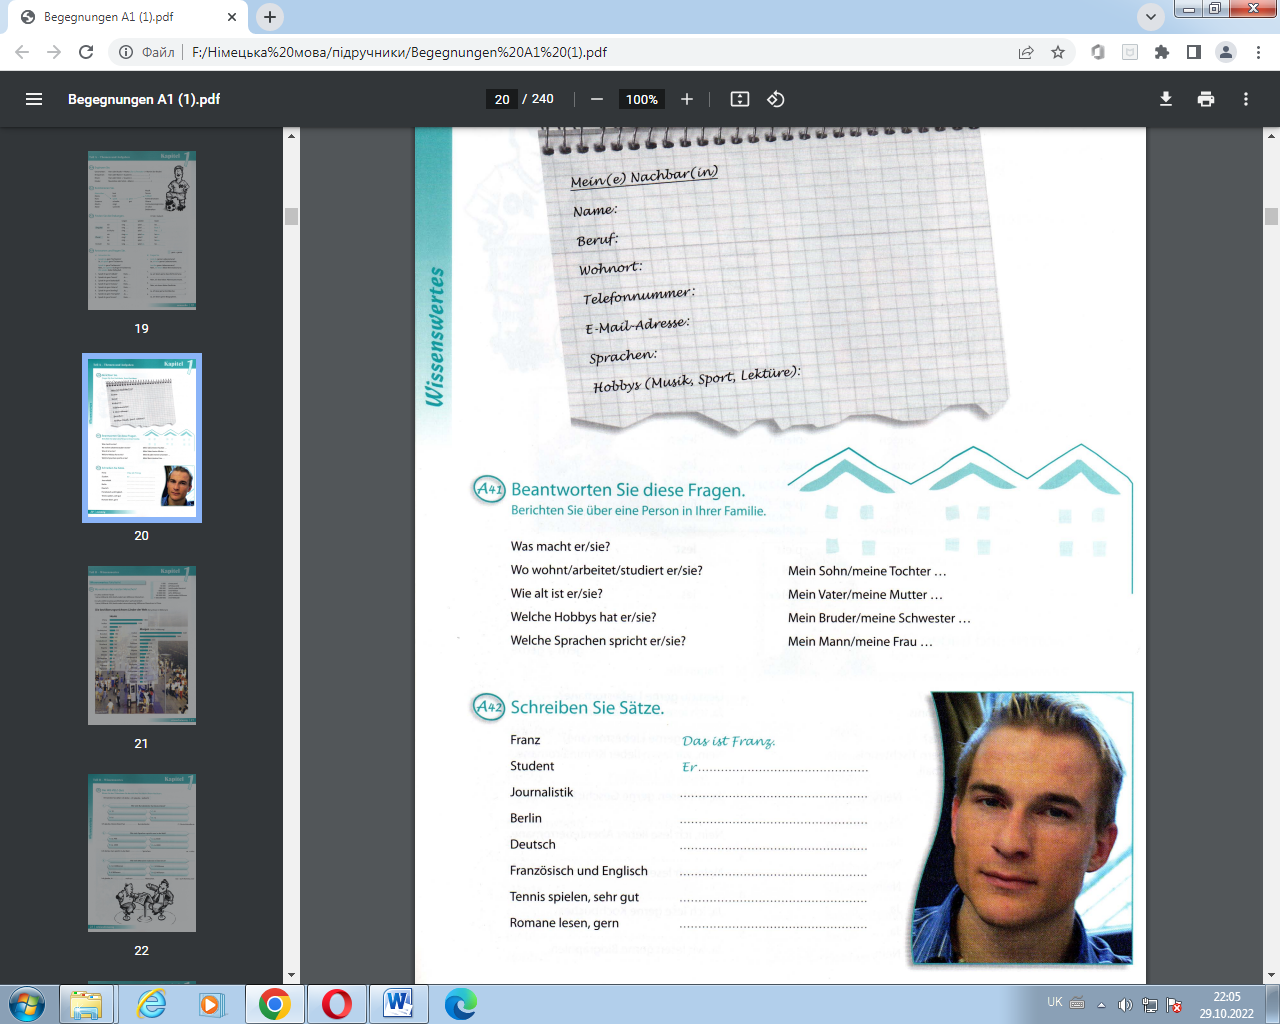 Begegnungen A1 (1).pdf
Файл
F:/Німецька%20мова/підручники/Begegnungen%20A1%20(1).pdf
Begegnungen A1 (1).pdf
20 / 240
100%
Kapitel 1
19
Kapitel 1
20
21
Kapitel 1
22
Wissenswertes
Mein(e) Nachbar(in)
Name:
Beruf:
Wohnort:
Telefonnummer:
E-Mail-Adresse:
Sprachen:
Hobbys (Musik, Sport, Lektüre):
A41 Beantworten Sie diese Fragen.
Berichten Sie über eine Person in Ihrer Familie.
Was macht er/sie?
Wo wohnt/arbeitet/studiert er/sie?
Wie alt ist er/sie?
Welche Hobbys hat er/sie?
Welche Sprachen spricht er/sie?
Mein Sohn/meine Tochter …
Mein Vater/meine Mutter …
Mein Bruder/meine Schwester …
Mein Mann/meine Frau …
A42 Schreiben Sie Sätze.
Franz Das ist Franz.
Student Er ............................................
Journalistik ................................................
Berlin ................................................
Deutsch ................................................
Französisch und Englisch ................................................
Tennis spielen, sehr gut ................................................
Romane lesen, gern ................................................
UK
22:05
29.10.2022